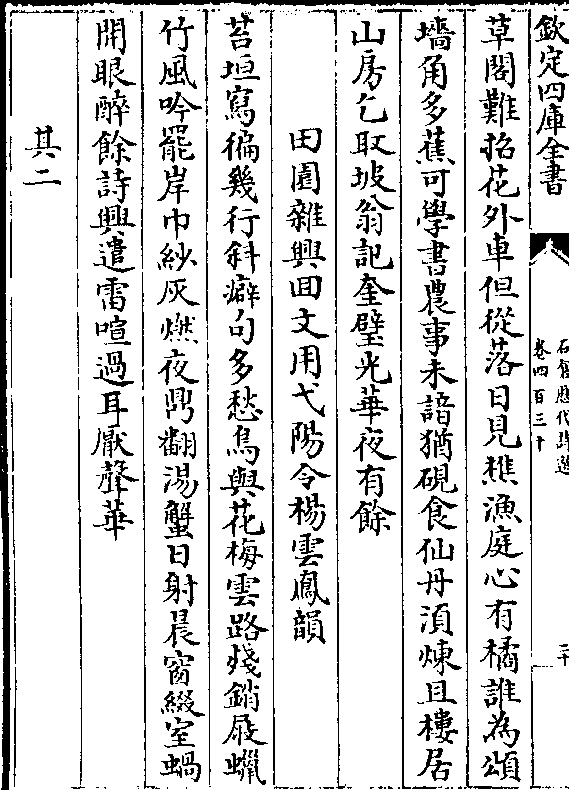 欽定四庫全書
石倉歷代詩選
卷四百三十
三十
草閣難招花外車但從落日見樵漁庭心有橘誰為頌
墻角多蕉可學書農事未諳猶硯食仙丹湏煉且樓居
山房乞取坡翁記奎璧光華夜有餘
田園雜興囬文用弋陽令楊雲鳳韻
苔垣寫徧幾行斜癖句多愁鳥與花梅雲路殘銷屐蠟
竹風吟罷岸巾紗灰燃夜鼎翻湯蟹日射晨窗綴室蝸
開眼醉餘詩興遣雷喧過耳厭聲華
其二